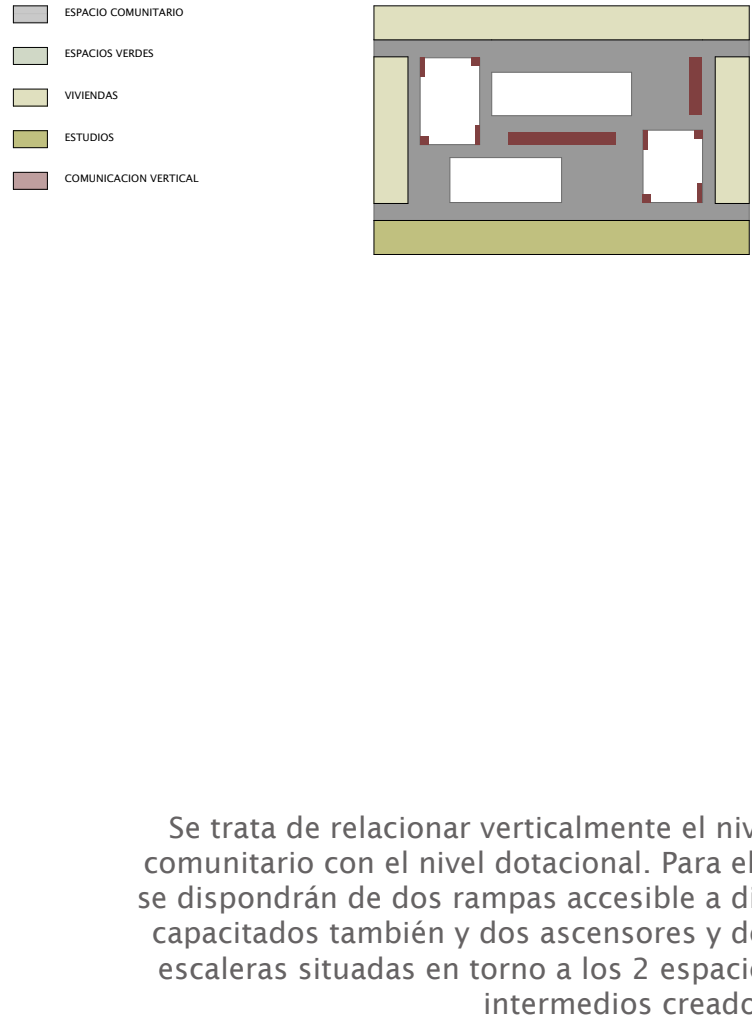 ESPACIO COMUNITARIO
ESPACIOS VERDES
VIVIENDAS
ESTUDIOS
COMUNICACION VERTICAL
Se trata de relacionar verticalmente el niv
comunitario con el nivel dotacional. Para el
se dispondrán de dos rampas accesible a di
capacitados también y dos ascensores y d
escaleras situadas en torno a los 2 espaci
intermedios creado